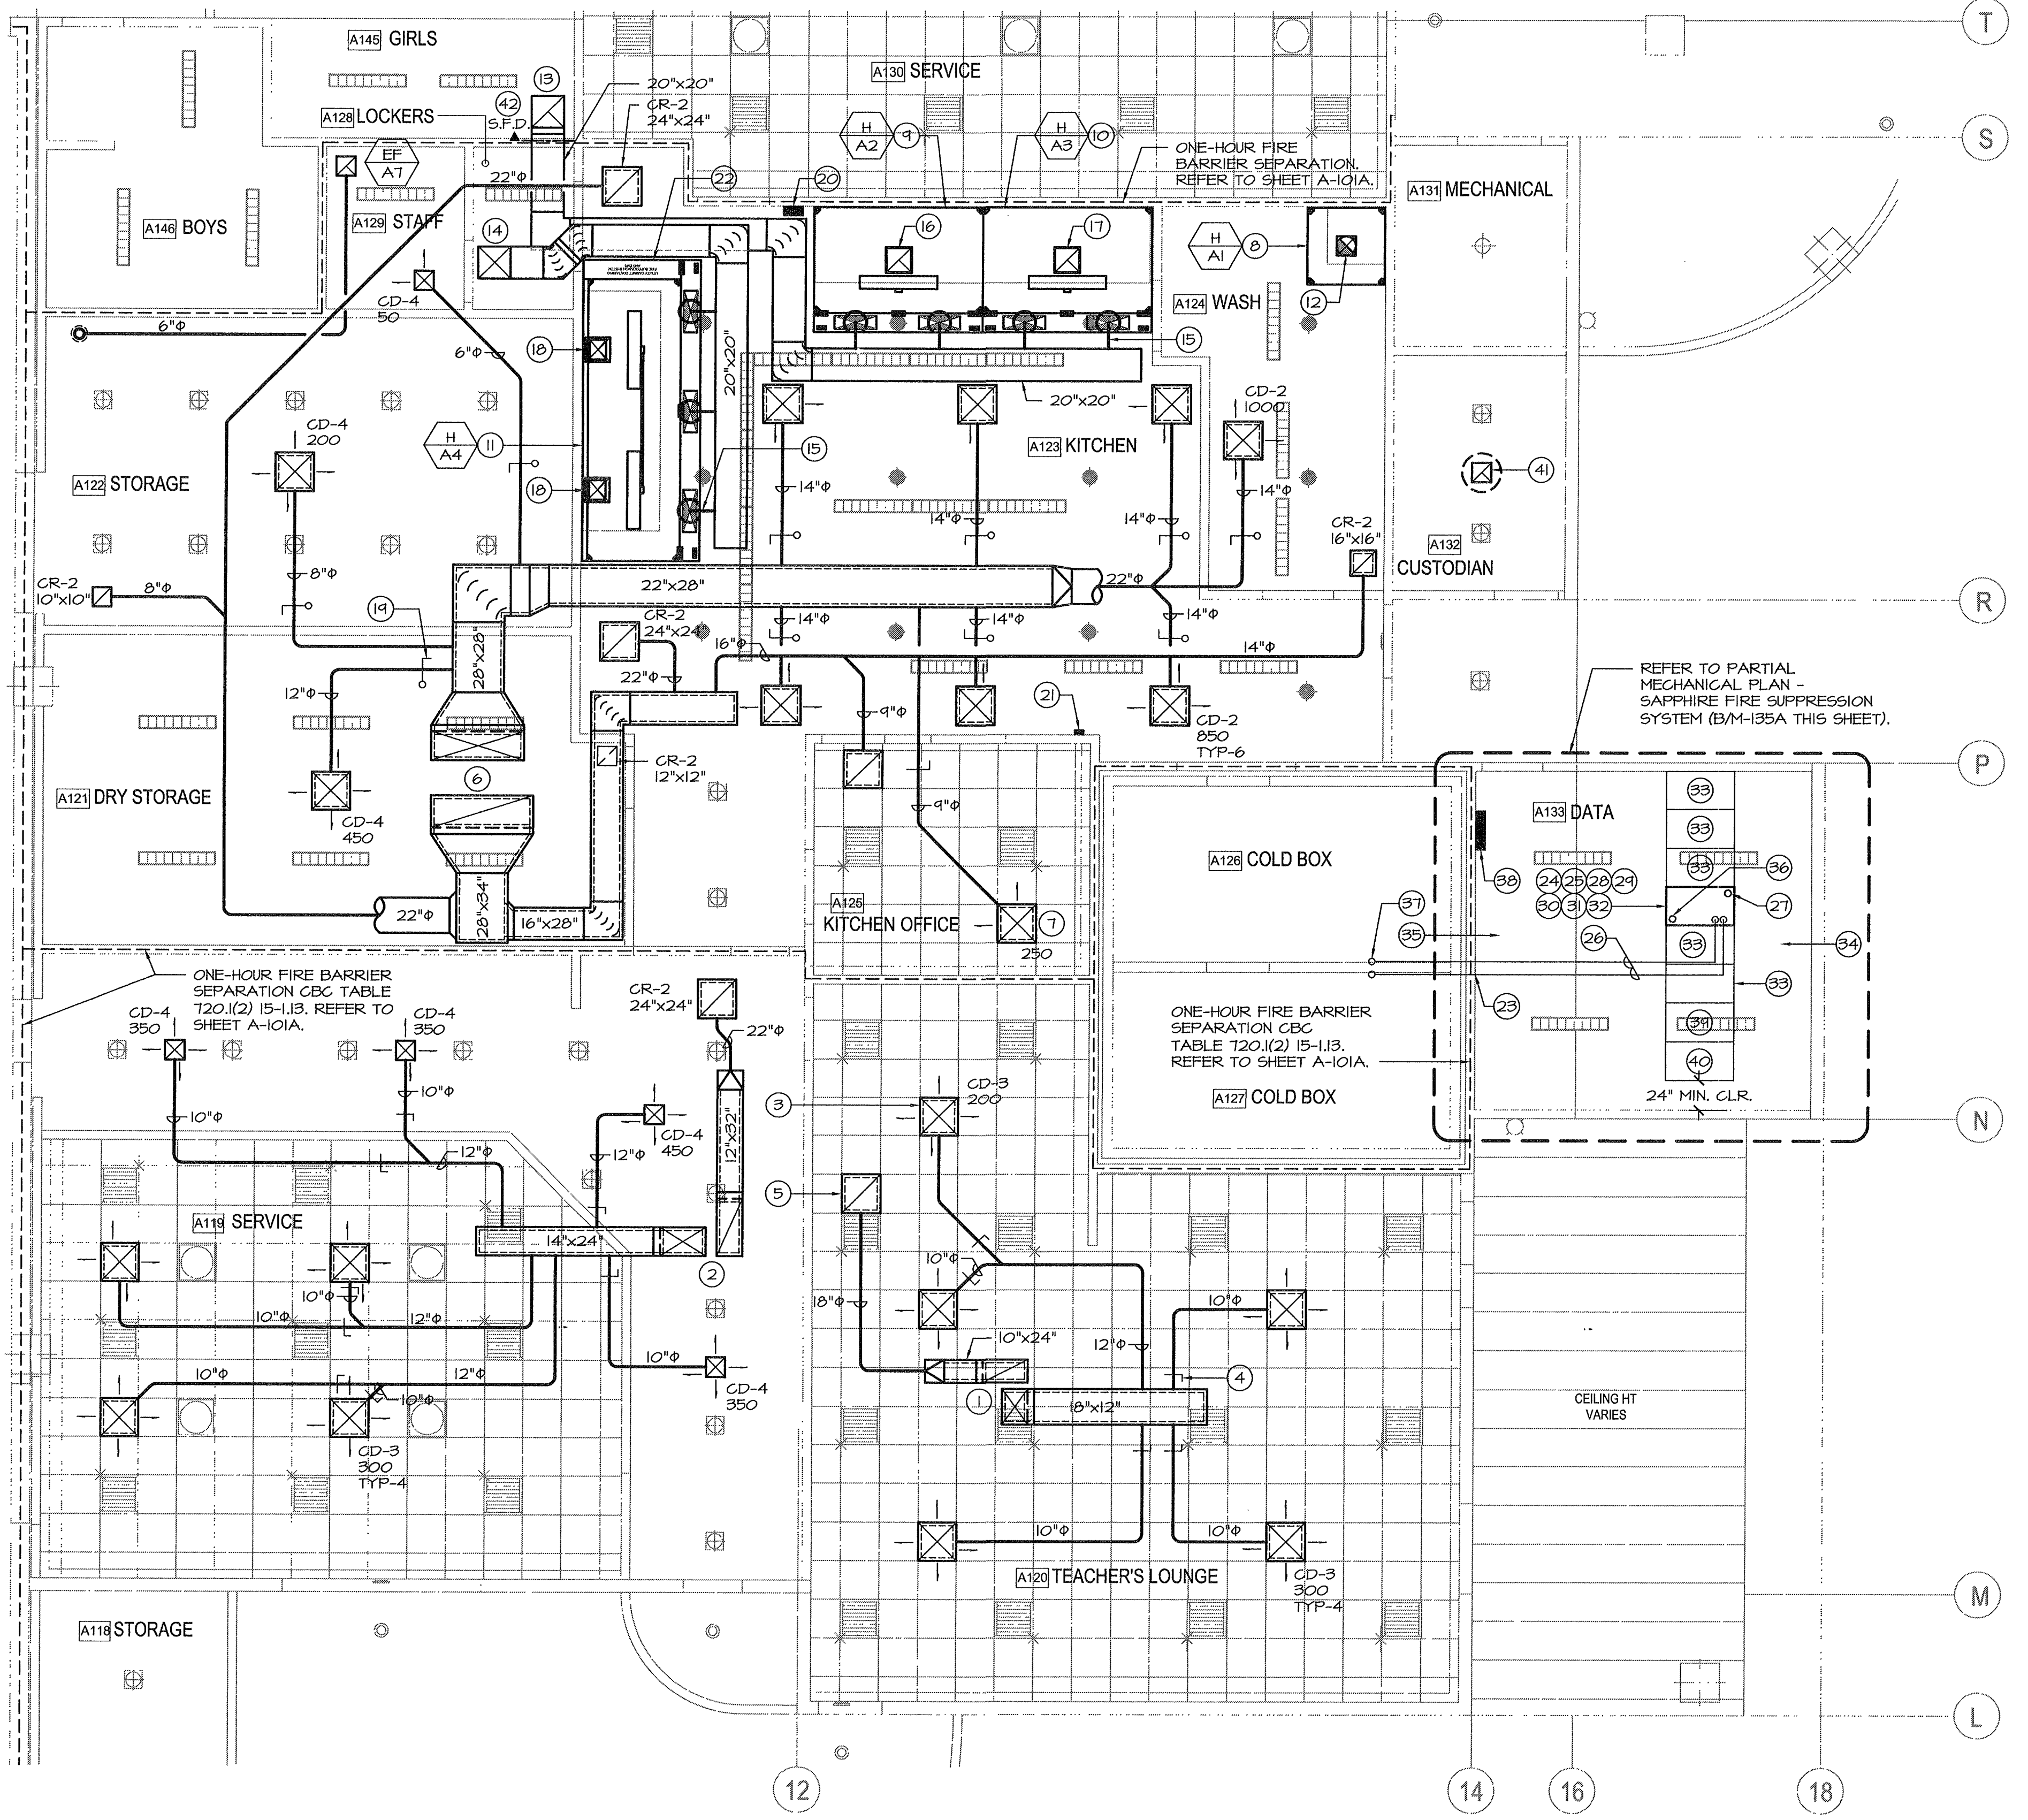 T
A145 GIRLS
13
20"x20"
A130 SERVICE
42
S.F.D.
CR-2
24"x24"
A128 LOCKERS
H
A2
9
H
A3
10
S
EF
A7
22"Φ
22
20
ONE-HOUR FIRE
BARRIER SEPARATION.
REFER TO SHEET A-101A.
A131 MECHANICAL
A146 BOYS
A129 STAFF
14
16
17
H
A1
8
UTILITY CABINET CONTAINING
FIRE SUPPRESSION SYSTEM
CD-4
50
A124 WASH
12
6"Φ
6"Φ
18
20"x20"
15
20"x20"
CD-2
1000
CD-4
200
H
A4
11
15
A123 KITCHEN
41
A122 STORAGE
18
14"Φ
14"Φ
14"Φ
14"Φ
CR-2
16"x16"
A132
CUSTODIAN
CR-2
10"x10"
8"Φ
8"Φ
22"x28"
22"Φ
R
19
CR-2
24"x24"
14"Φ
14"Φ
14"Φ
28"x28"
16"Φ
14"Φ
22"Φ
12"Φ
REFER TO PARTIAL
MECHANICAL PLAN -
SAPPHIRE FIRE SUPPRESSION
SYSTEM (B/M-135A THIS SHEET).
21
9"Φ
CD-2
850
TYP-6
CR-2
12"x12"
P
6
A121 DRY STORAGE
CD-4
450
9"Φ
33
A133 DATA
33
A126 COLD BOX
33
36
38
24 25 28 29
30 31 32
27
A125
KITCHEN OFFICE
7
250
22"Φ
28"x34"
16"x28"
37
35
26
33
34
ONE-HOUR FIRE BARRIER
SEPARATION CBC TABLE
720.1(2) 15-1.13. REFER TO
SHEET A-101A.
CR-2
24"x24"
23
33
CD-4
350
CD-4
350
22"Φ
ONE-HOUR FIRE BARRIER
SEPARATION CBC
TABLE 720.1(2) 15-1.13.
REFER TO SHEET A-101A.
39
40
24" MIN. CLR.
10"Φ
10"Φ
3
CD-3
200
A127 COLD BOX
12"x32"
CD-4
450
12"Φ
12"Φ
N
5
A119 SERVICE
14"x24"
2
10"Φ
10"Φ
18"Φ
10"Φ
10"Φ
12"Φ
10"x24"
12"Φ
10"Φ
12"Φ
10"Φ
10"Φ
CD-4
350
4
1
18"x12"
CEILING HT
VARIES
CD-3
300
TYP-4
10"Φ
10"Φ
A120 TEACHER'S LOUNGE
CD-3
300
TYP-4
M
A118 STORAGE
L
12
14
16
18